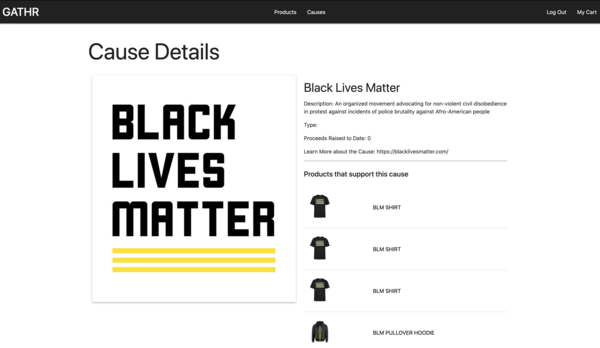 GATHR
Products
Causes
Log Out
My Cart
Cause Details
BLACK
LIVES
MATTER
Black Lives Matter
Description: An organized movement advocating for non-violent civil disobedience
in protest against incidents of police brutality against Afro-American people
Type:
Proceeds Raised to Date: 0
Learn More about the Cause: https://blacklivesmatter.com/
Products that support this cause
BLM SHIRT
BLM SHIRT
BLM SHIRT
BLM PULLOVER HOODIE